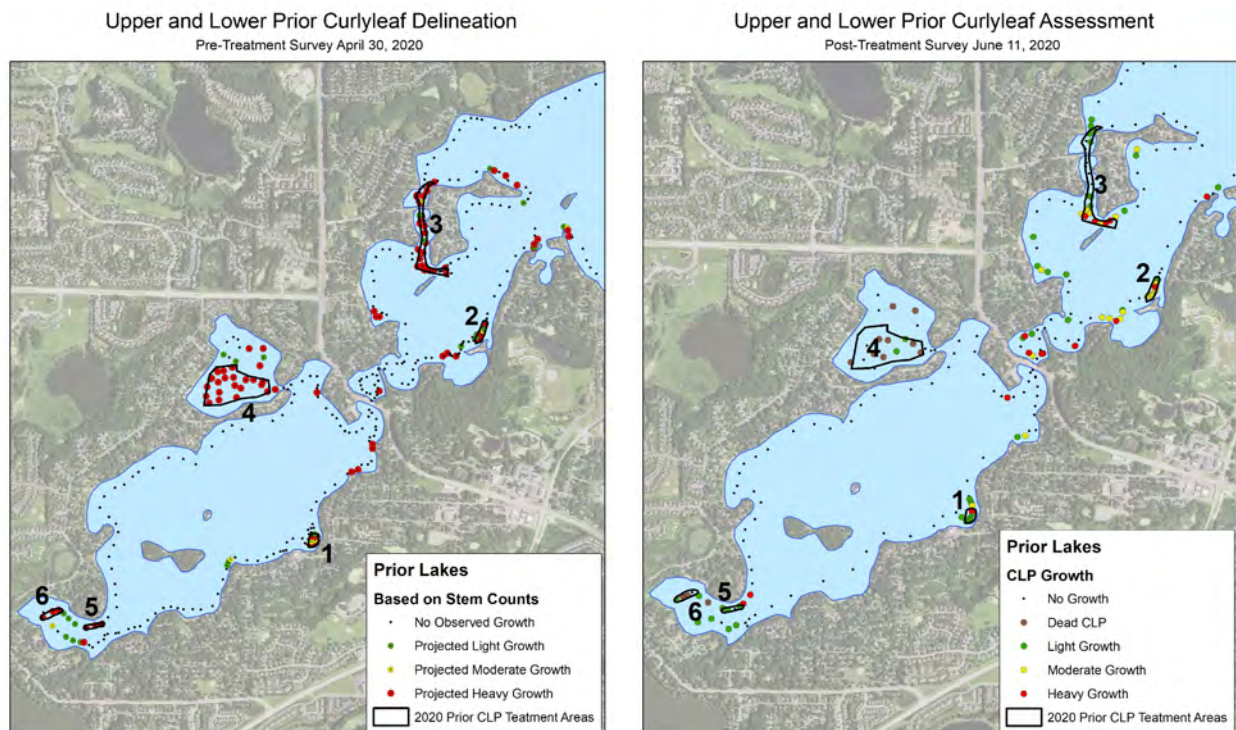 Upper and Lower Prior Curlyleaf Delineation
Pre-Treatment Survey April 30, 2020
3
2
4
1
6
5
Prior Lakes
Based on Stem Counts
No Observed Growth
Projected Light Growth
Projected Moderate Growth
Projected Heavy Growth
2020 Prior CLP Teatment Areas
Upper and Lower Prior Curlyleaf Assessment
Post-Treatment Survey June 11, 2020
3
2
4
1
5
6
Prior Lakes
CLP Growth
No Growth
Dead CLP
Light Growth
Moderate Growth
Heavy Growth
2020 Prior CLP Teatment Areas